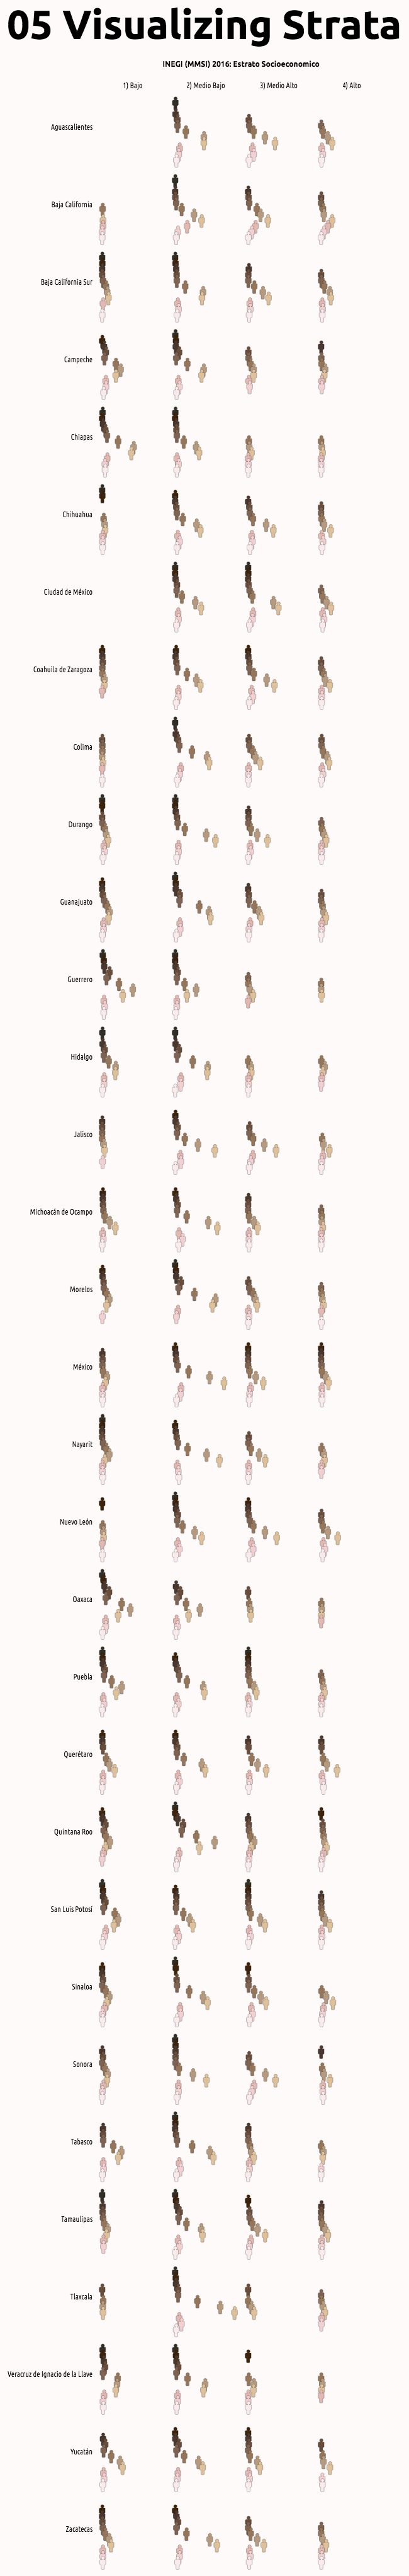 05 Visualizing Strata
INEGI (MMSI) 2016: Estrato Socioeconomico
1) Bajo 2) Medio Bajo 3) Medio Alto 4) Alto
Aguascalientes
Baja California
Baja California Sur
Campeche
Chiapas
Chihuahua
Ciudad de México
Coahuila de Zaragoza
Colima
Durango
Guanajuato
Guerrero
Hidalgo
Jalisco
Michoacán de Ocampo
Morelos
México
Nayarit
Nuevo León
Oaxaca
Puebla
Querétaro
Quintana Roo
San Luis Potosí
Sinaloa
Sonora
Tabasco
Tamaulipas
Tlaxcala
Veracruz de Ignacio de la Llave
Yucatán
Zacatecas